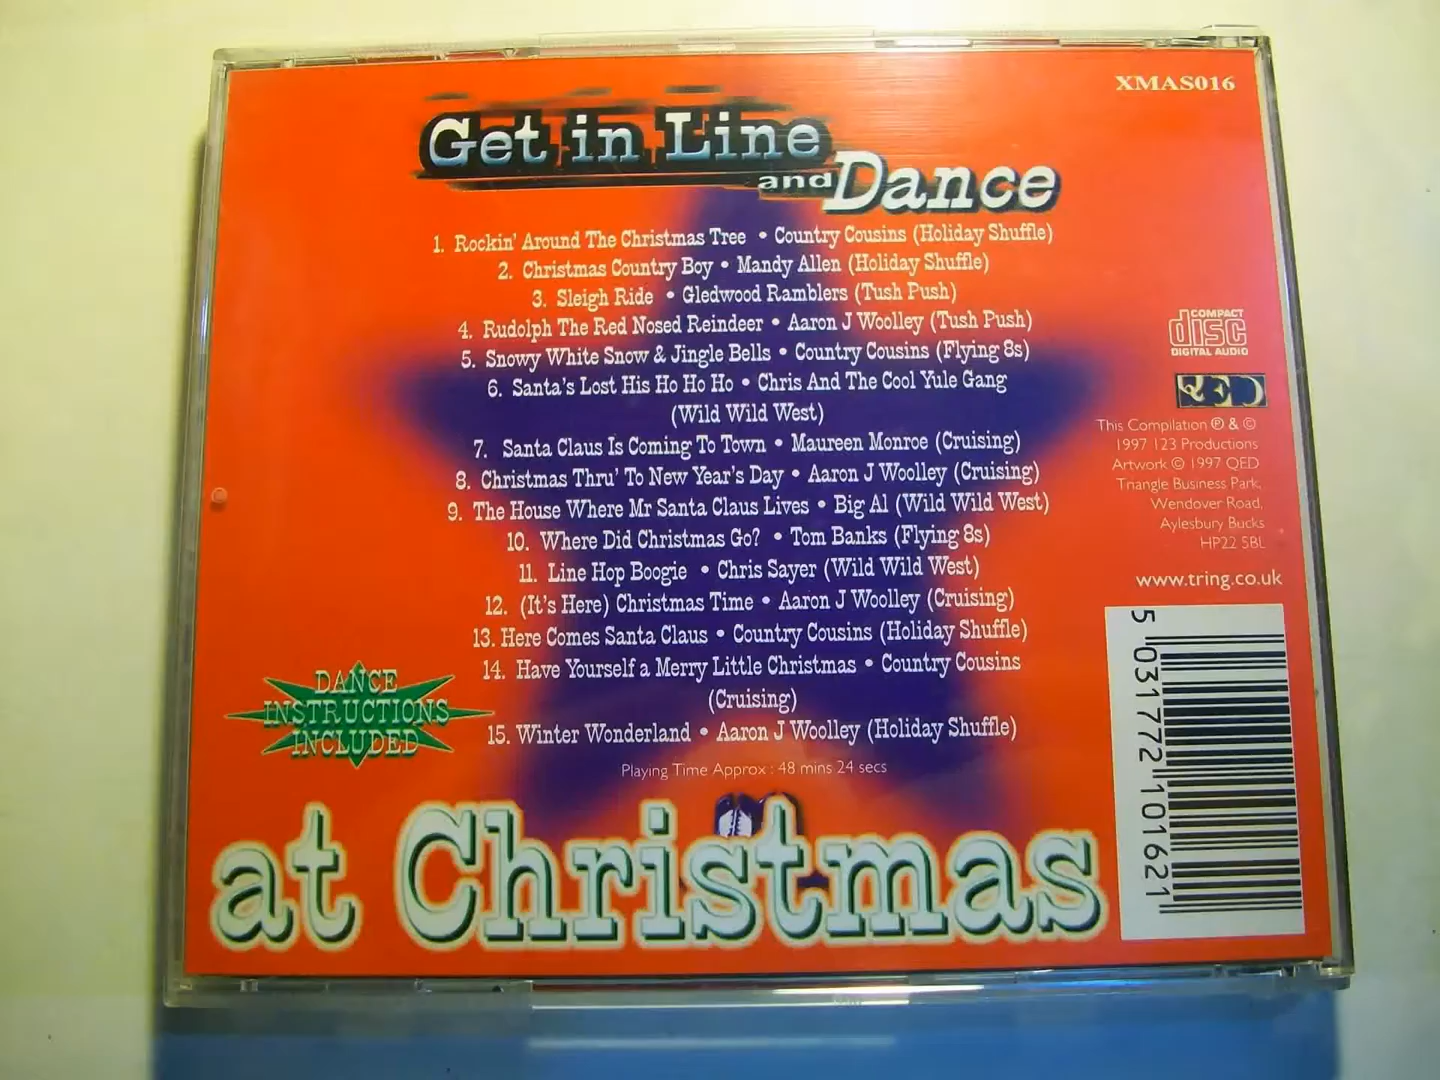 XMAS016
Get in Line
and Dance
1. Rockin' Around The Christmas Tree • Country Cousins (Holiday Shuffle)
2. Christmas Country Boy • Mandy Allen (Holiday Shuffle)
3. Sleigh Ride • Gledwood Ramblers (Tush Push)
4. Rudolph The Red Nosed Reindeer • Aaron J Woolley (Tush Push)
5. Snowy White Snow & Jingle Bells • Country Cousins (Flying 8s)
6. Santa's Lost His Ho Ho Ho • Chris And The Cool Yule Gang
(Wild Wild West)
7. Santa Claus Is Coming To Town • Maureen Monroe (Cruising)
8. Christmas Thru' To New Year's Day • Aaron J Woolley (Cruising)
9. The House Where Mr Santa Claus Lives • Big Al (Wild Wild West)
10. Where Did Christmas Go? • Tom Banks (Flying 8s)
11. Line Hop Boogie • Chris Sayer (Wild Wild West)
12. (It's Here) Christmas Time • Aaron J Woolley (Cruising)
13. Here Comes Santa Claus • Country Cousins (Holiday Shuffle)
14. Have Yourself a Merry Little Christmas • Country Cousins
(Cruising)
15. Winter Wonderland • Aaron J Woolley (Holiday Shuffle)
Playing Time Approx : 48 mins 24 secs
DANCE
INSTRUCTIONS
INCLUDED
at Christmas
COMPACT
disc
DIGITAL AUDIO
QED
This Compilation ℗ & ©
1997 123 Productions
Artwork © 1997 QED
Triangle Business Park,
Wendover Road,
Aylesbury Bucks
HP22 5BL
www.tring.co.uk
5 031772 101621